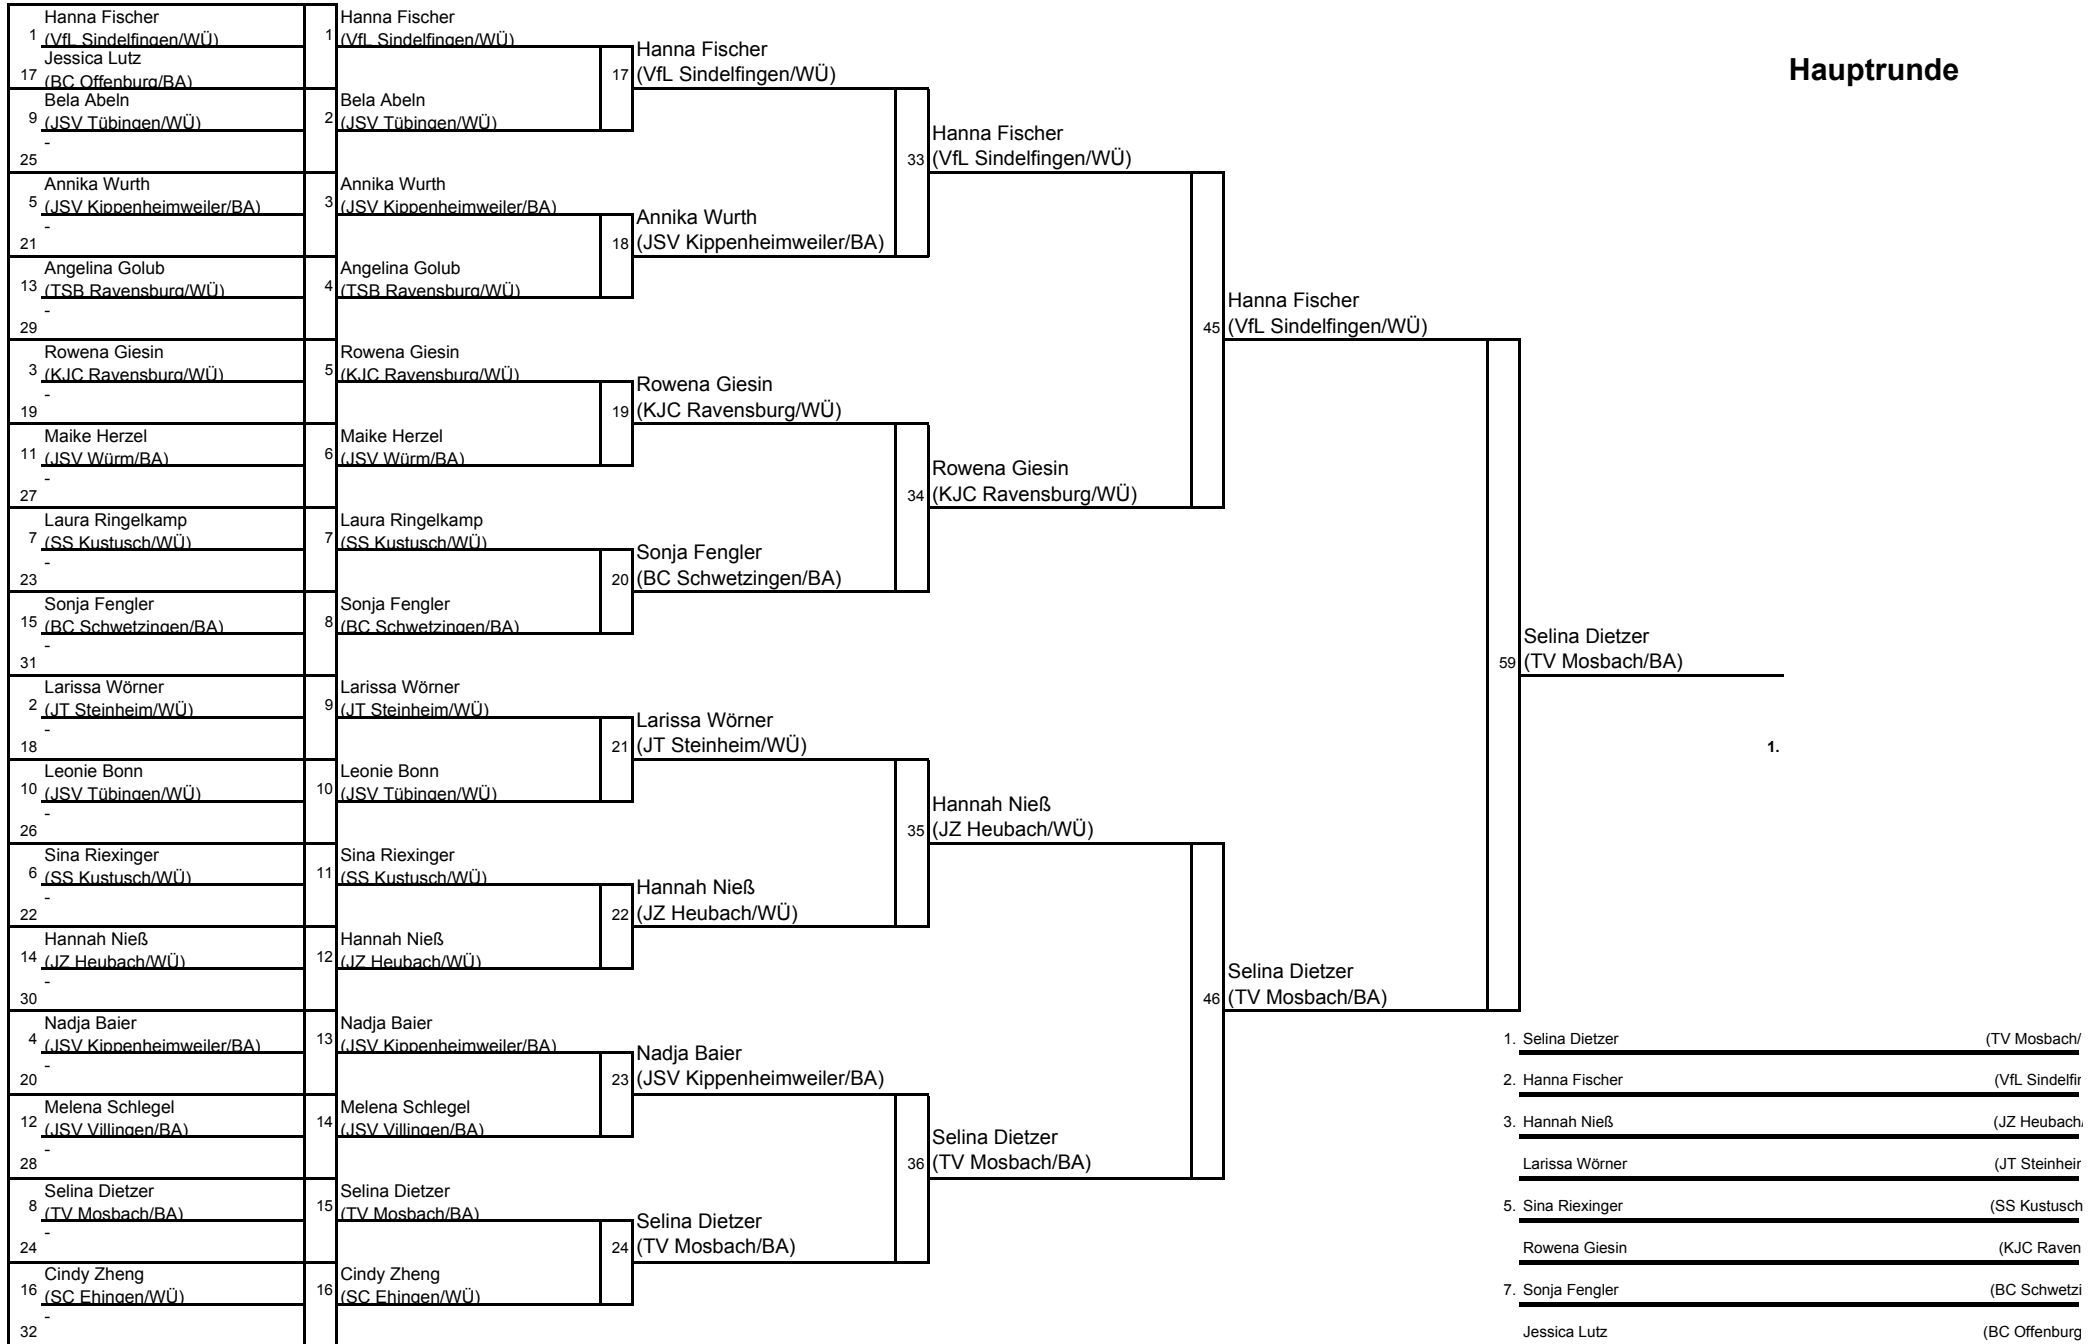 Hauptrunde
1 Hanna Fischer
(VfL Sindelfingen/WÜ)
17 Jessica Lutz
(BC Offenburg/BA)
9 Bela Abeln
(JSV Tübingen/WÜ)
25 -
5 Annika Wurth
(JSV Kippenheimweiler/BA)
21 -
13 Angelina Golub
(TSB Ravensburg/WÜ)
29 -
3 Rowena Giesin
(KJC Ravensburg/WÜ)
19 -
11 Maike Herzel
(JSV Würm/BA)
27 -
7 Laura Ringelkamp
(SS Kustusch/WÜ)
23 -
15 Sonja Fengler
(BC Schwetzingen/BA)
31 -
2 Larissa Wörner
(JT Steinheim/WÜ)
18 -
10 Leonie Bonn
(JSV Tübingen/WÜ)
26 -
6 Sina Riexinger
(SS Kustusch/WÜ)
22 -
14 Hannah Nieß
(JZ Heubach/WÜ)
30 -
4 Nadja Baier
(JSV Kippenheimweiler/BA)
20 -
12 Melena Schlegel
(JSV Villingen/BA)
28 -
8 Selina Dietzer
(TV Mosbach/BA)
24 -
16 Cindy Zheng
(SC Ehingen/WÜ)
32 -
1 Hanna Fischer
(VfL Sindelfingen/WÜ)
2 Bela Abeln
(JSV Tübingen/WÜ)
3 Annika Wurth
(JSV Kippenheimweiler/BA)
4 Angelina Golub
(TSB Ravensburg/WÜ)
5 Rowena Giesin
(KJC Ravensburg/WÜ)
6 Maike Herzel
(JSV Würm/BA)
7 Laura Ringelkamp
(SS Kustusch/WÜ)
8 Sonja Fengler
(BC Schwetzingen/BA)
9 Larissa Wörner
(JT Steinheim/WÜ)
10 Leonie Bonn
(JSV Tübingen/WÜ)
11 Sina Riexinger
(SS Kustusch/WÜ)
12 Hannah Nieß
(JZ Heubach/WÜ)
13 Nadja Baier
(JSV Kippenheimweiler/BA)
14 Melena Schlegel
(JSV Villingen/BA)
15 Selina Dietzer
(TV Mosbach/BA)
16 Cindy Zheng
(SC Ehingen/WÜ)
Hanna Fischer
17 (VfL Sindelfingen/WÜ)
Annika Wurth
18 (JSV Kippenheimweiler/BA)
Rowena Giesin
19 (KJC Ravensburg/WÜ)
Sonja Fengler
20 (BC Schwetzingen/BA)
Larissa Wörner
21 (JT Steinheim/WÜ)
Hannah Nieß
22 (JZ Heubach/WÜ)
Nadja Baier
23 (JSV Kippenheimweiler/BA)
Selina Dietzer
24 (TV Mosbach/BA)
Hanna Fischer
33 (VfL Sindelfingen/WÜ)
Rowena Giesin
34 (KJC Ravensburg/WÜ)
Hannah Nieß
35 (JZ Heubach/WÜ)
Selina Dietzer
36 (TV Mosbach/BA)
Hanna Fischer
45 (VfL Sindelfingen/WÜ)
Selina Dietzer
46 (TV Mosbach/BA)
Selina Dietzer
59 (TV Mosbach/BA)
1.
1. Selina Dietzer (TV Mosbach/
2. Hanna Fischer (VfL Sindelfin
3. Hannah Nieß (JZ Heubach/
Larissa Wörner (JT Steinheim
5. Sina Riexinger (SS Kustusch
Rowena Giesin (KJC Raven
7. Sonja Fengler (BC Schwetzi
Jessica Lutz (BC Offenburg